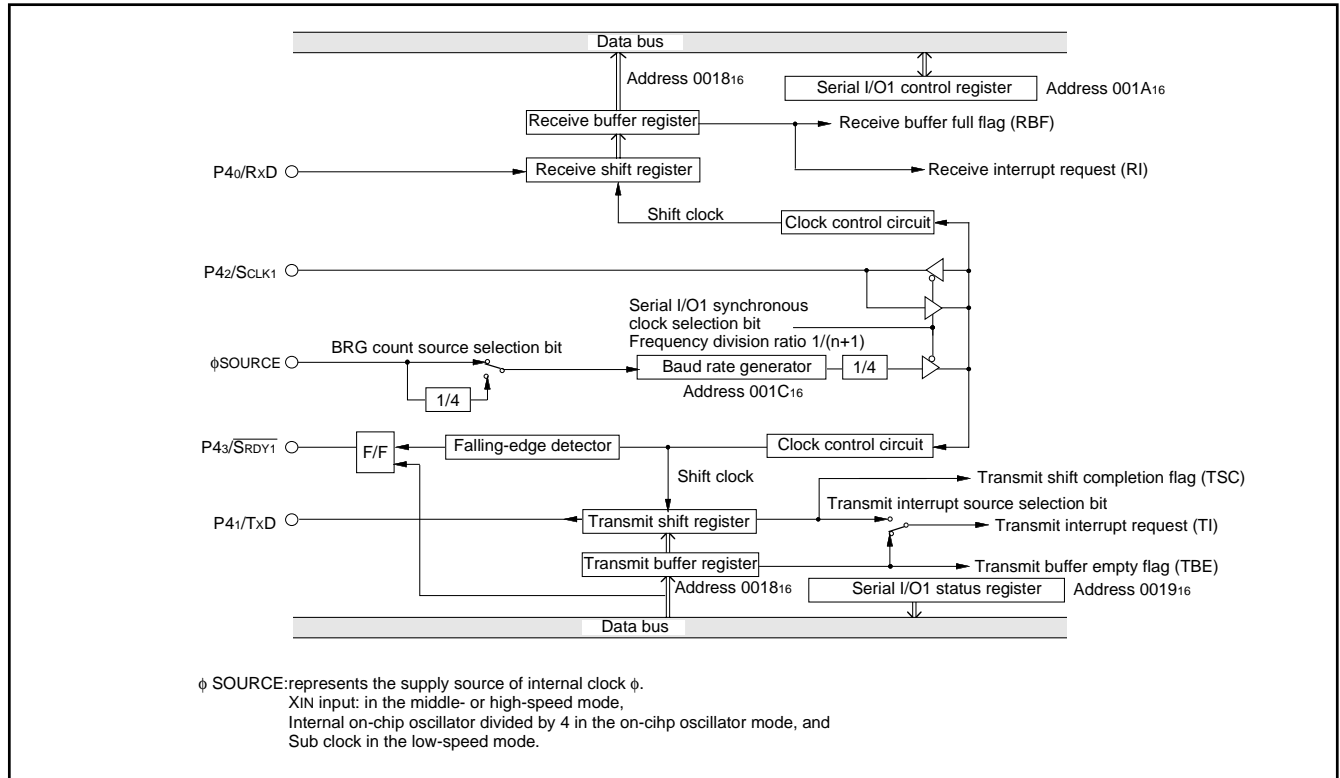 Data bus
Address 0018₁₆
Serial I/O1 control register
Address 001A₁₆
Receive buffer register
Receive buffer full flag (RBF)
P4₀/RxD
Receive shift register
Receive interrupt request (RI)
Shift clock
Clock control circuit
P4₂/SCLK1
Serial I/O1 synchronous
clock selection bit
Frequency division ratio 1/(n+1)
BRG count source selection bit
φSOURCE
Baud rate generator
1/4
1/4
Address 001C₁₆
P4₃/SRDY1
F/F
Falling-edge detector
Clock control circuit
Shift clock
Transmit shift completion flag (TSC)
Transmit interrupt source selection bit
P4₁/TxD
Transmit shift register
Transmit interrupt request (TI)
Transmit buffer register
Transmit buffer empty flag (TBE)
Address 0018₁₆
Serial I/O1 status register
Address 0019₁₆
Data bus
φ SOURCE:represents the supply source of internal clock φ.
XIN input: in the middle- or high-speed mode,
Internal on-chip oscillator divided by 4 in the on-cihp oscillator mode, and
Sub clock in the low-speed mode.